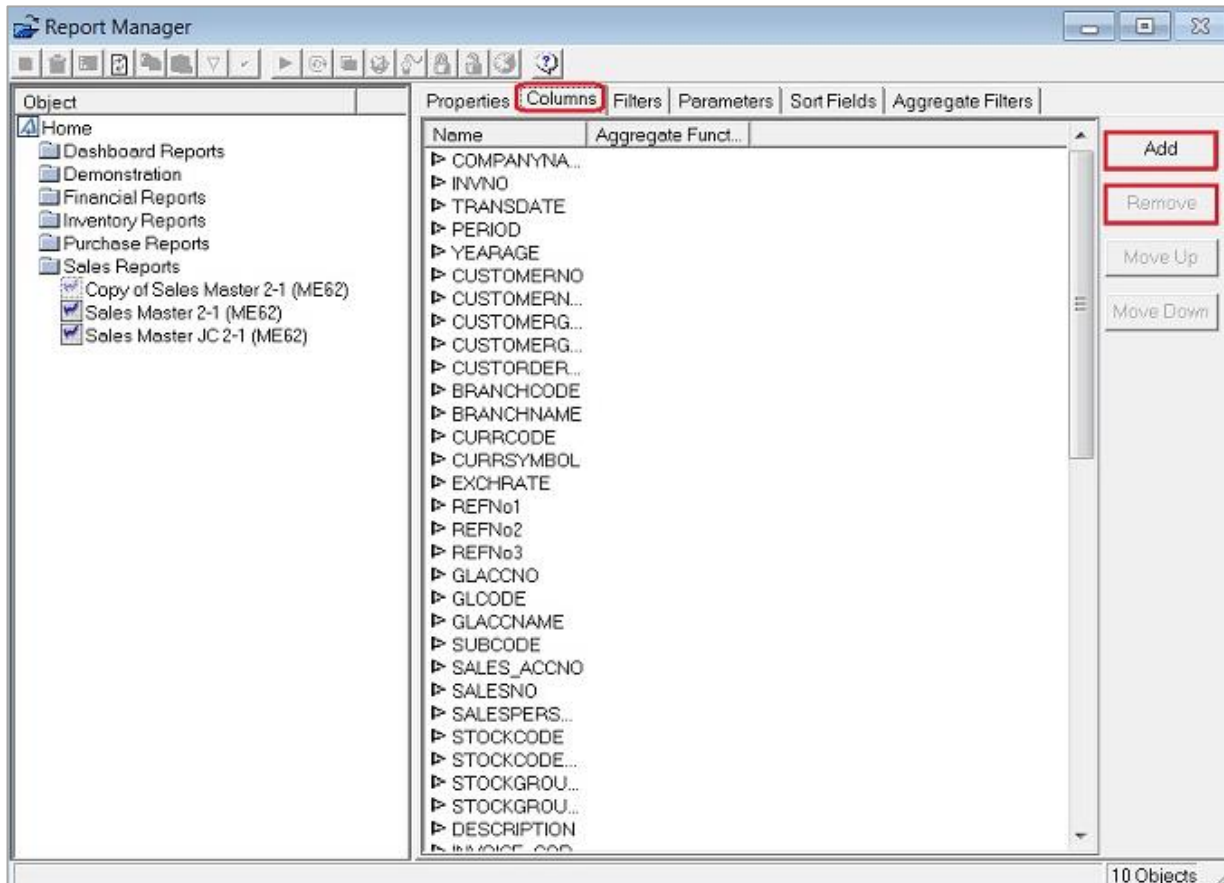 Report Manager
Object
Home
Dashboard Reports
Demonstration
Financial Reports
Inventory Reports
Purchase Reports
Sales Reports
Copy of Sales Master 2-1 (ME62)
Sales Master 2-1 (ME62)
Sales Master JC 2-1 (ME62)
Properties Columns Filters Parameters Sort Fields Aggregate Filters
Name Aggregate Funct...
COMPANYNA...
INVNO
TRANSDATE
PERIOD
YEARAGE
CUSTOMERNO
CUSTOMERN...
CUSTOMERG...
CUSTOMERG...
CUSTORDER...
BRANCHCODE
BRANCHNAME
CURRCODE
CURRSYMBOL
EXCHRATE
REFNo1
REFNo2
REFNo3
GLACCNO
GLCODE
GLACCNAME
SUBCODE
SALES_ACCNO
SALESNO
SALESPERS...
STOCKCODE
STOCKCODE...
STOCKGROU...
STOCKGROU...
DESCRIPTION
Add
Remove
Move Up
Move Down
10 Objects